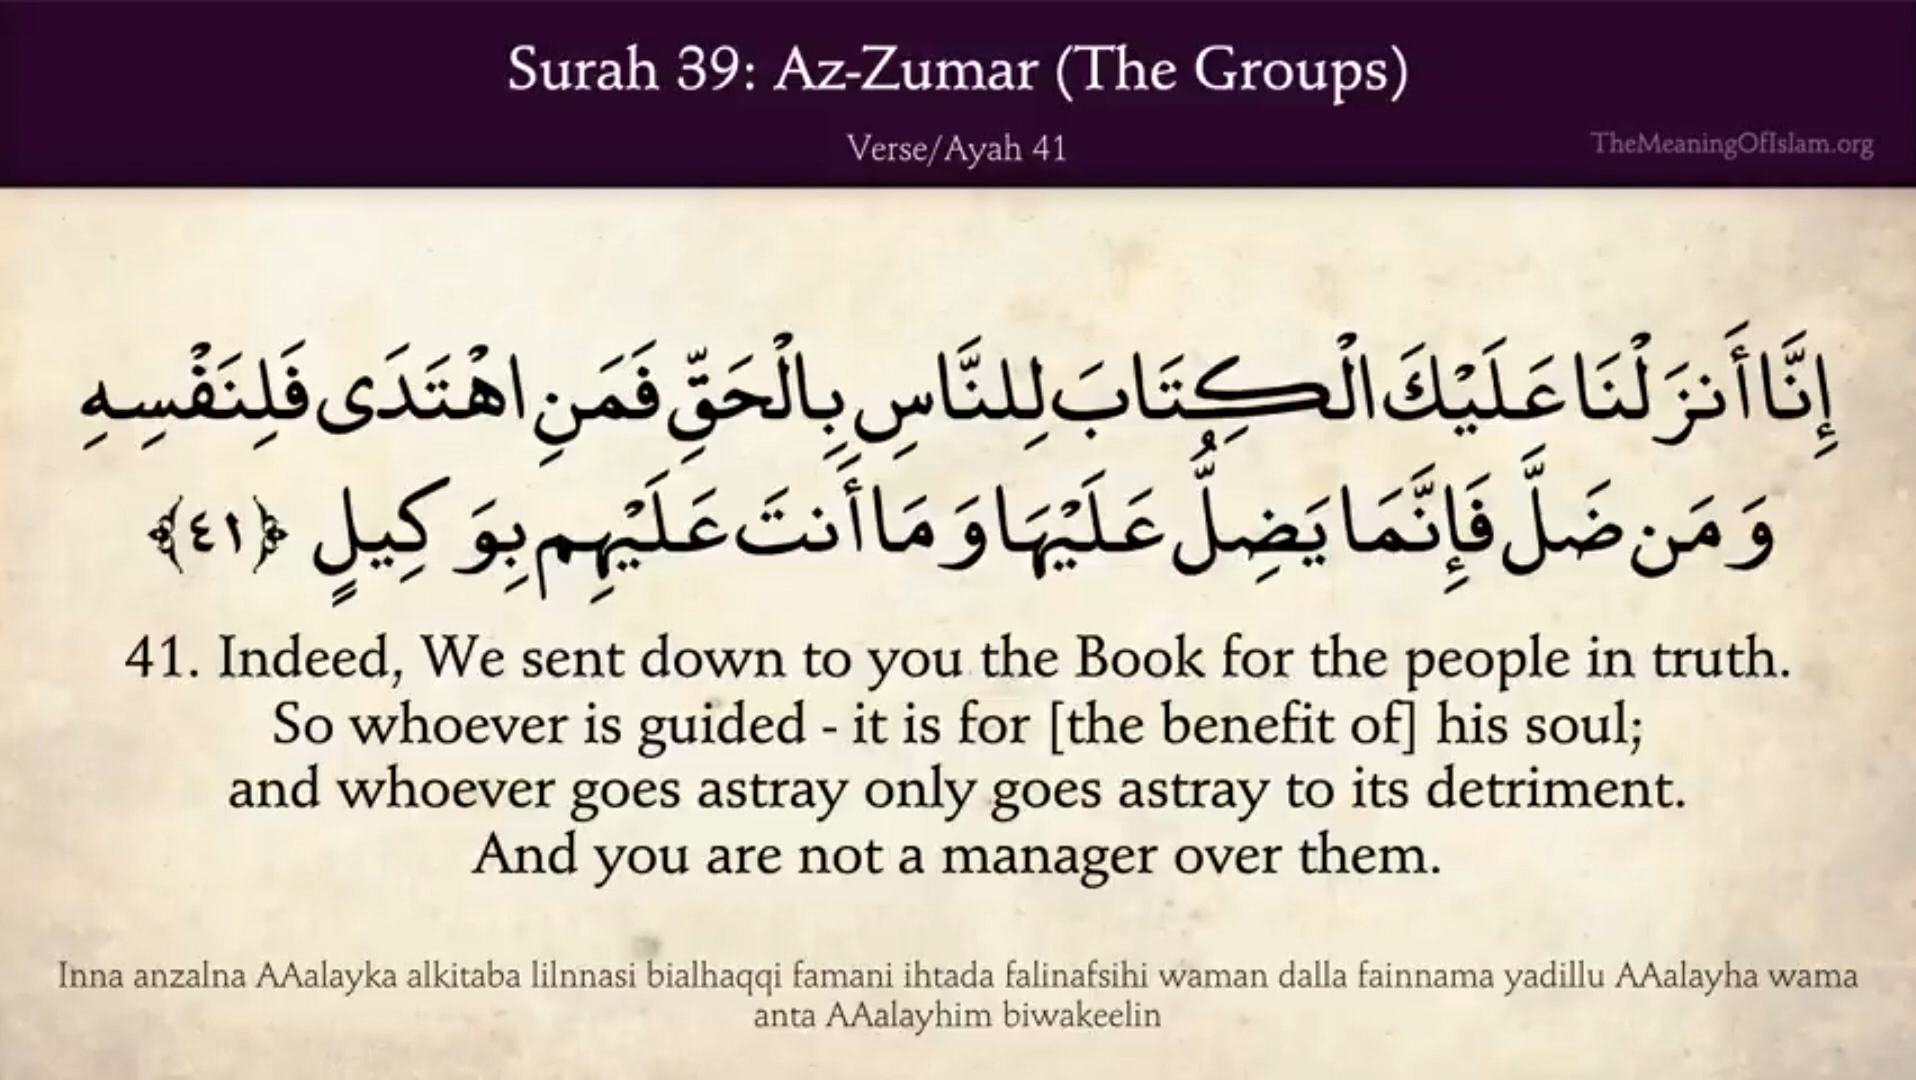 Surah 39: Az-Zumar (The Groups)
Verse/Ayah 41
TheMeaningOfIslam.org
إِنَّا أَنزَلْنَا عَلَيْكَ الْكِتَابَ لِلنَّاسِ بِالْحَقِّ فَمَنِ اهْتَدَى فَلِنَفْسِهِ
وَمَن ضَلَّ فَإِنَّمَا يَضِلُّ عَلَيْهَا وَمَا أَنتَ عَلَيْهِم بِوَكِيلٍ ﴿٤١﴾
41. Indeed, We sent down to you the Book for the people in truth.
So whoever is guided - it is for [the benefit of] his soul;
and whoever goes astray only goes astray to its detriment.
And you are not a manager over them.
Inna anzalna AAalayka alkitaba lilnnasi bialhaqqi famani ihtada falinafsihi waman dalla fainnama yadillu AAalayha wama
anta AAalayhim biwakeelin